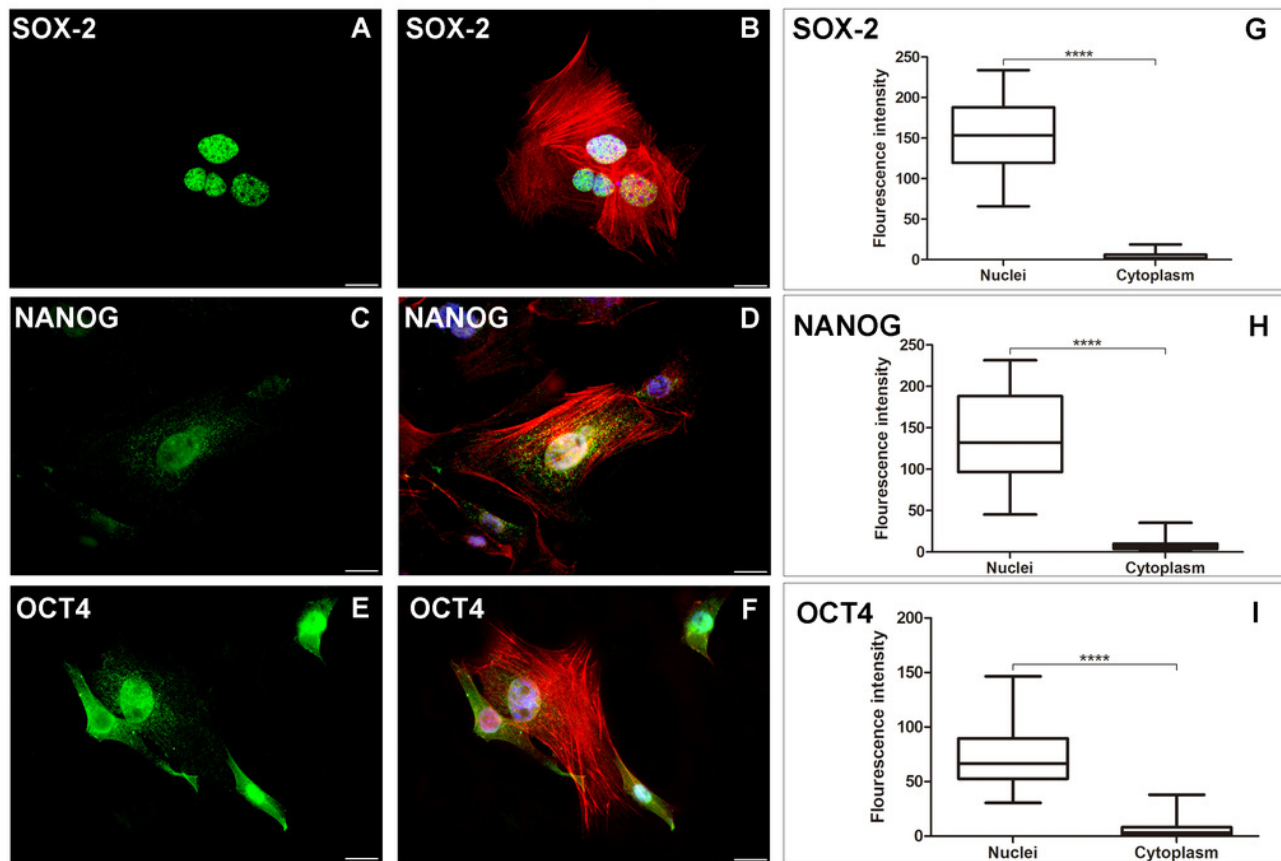 SOX-2 A
SOX-2 B
SOX-2 G
Flourescence intensity
250
200
150
100
50
0
****
Nuclei Cytoplasm
NANOG C
NANOG D
NANOG H
Flourescence intensity
250
200
150
100
50
0
****
Nuclei Cytoplasm
OCT4 E
OCT4 F
OCT4 I
Flourescence intensity
200
150
100
50
0
****
Nuclei Cytoplasm